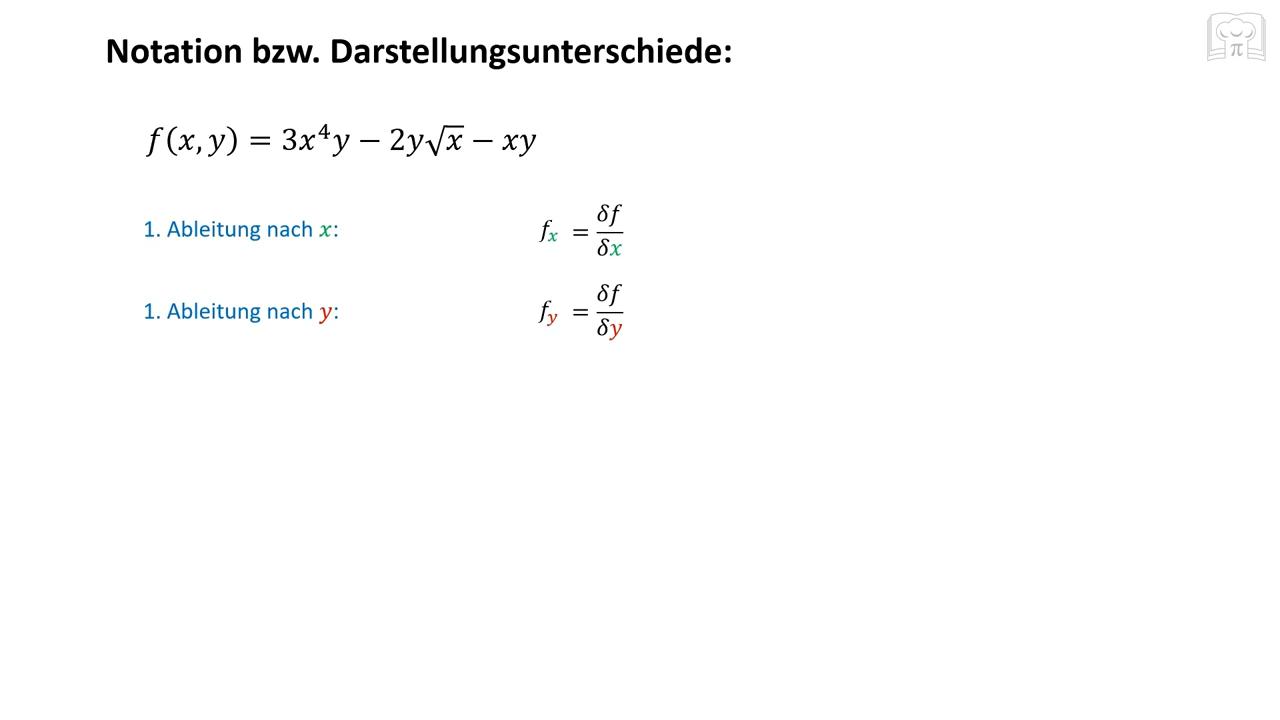 Notation bzw. Darstellungsunterschiede:
π
f(x, y) = 3x⁴y − 2y√x − xy
1. Ableitung nach x: f_x = δf/δx
1. Ableitung nach y: f_y = δf/δy